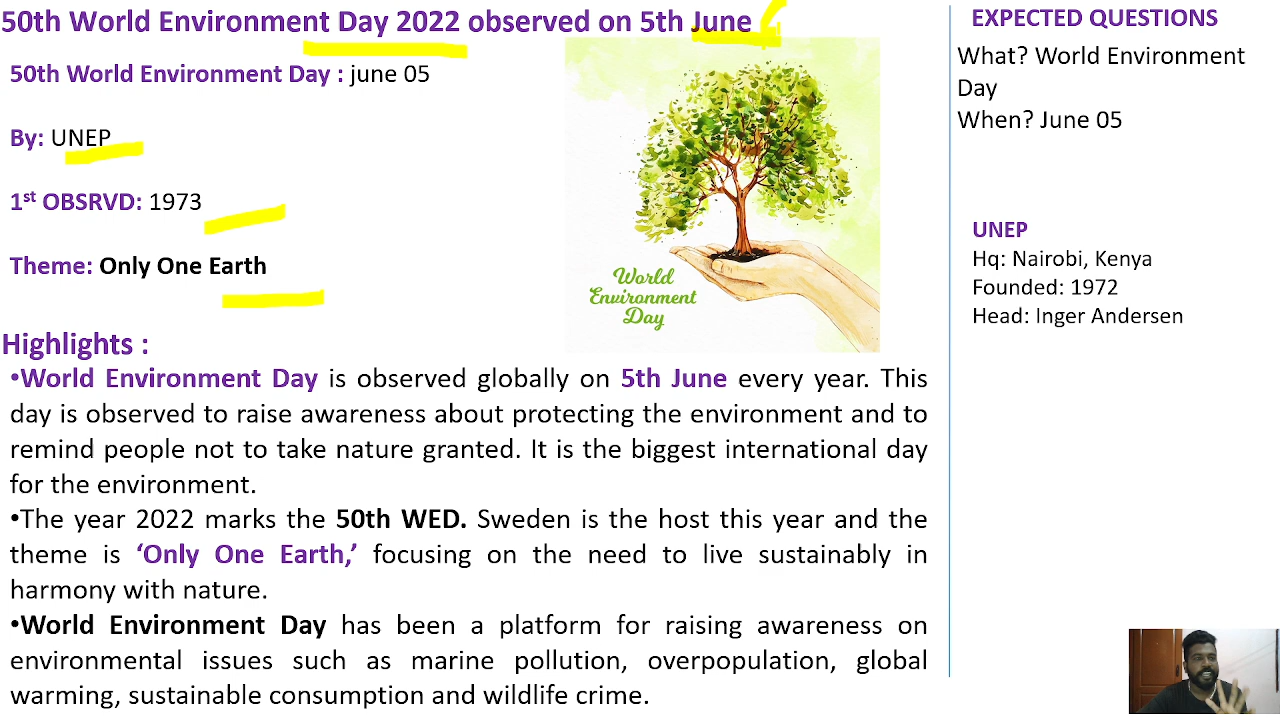 50th World Environment Day 2022 observed on 5th June
50th World Environment Day : june 05
By: UNEP
1st OBSRVD: 1973
Theme: Only One Earth
World
Environment
Day
Highlights :
•World Environment Day is observed globally on 5th June every year. This
day is observed to raise awareness about protecting the environment and to
remind people not to take nature granted. It is the biggest international day
for the environment.
•The year 2022 marks the 50th WED. Sweden is the host this year and the
theme is ‘Only One Earth,’ focusing on the need to live sustainably in
harmony with nature.
•World Environment Day has been a platform for raising awareness on
environmental issues such as marine pollution, overpopulation, global
warming, sustainable consumption and wildlife crime.
EXPECTED QUESTIONS
What? World Environment
Day
When? June 05
UNEP
Hq: Nairobi, Kenya
Founded: 1972
Head: Inger Andersen